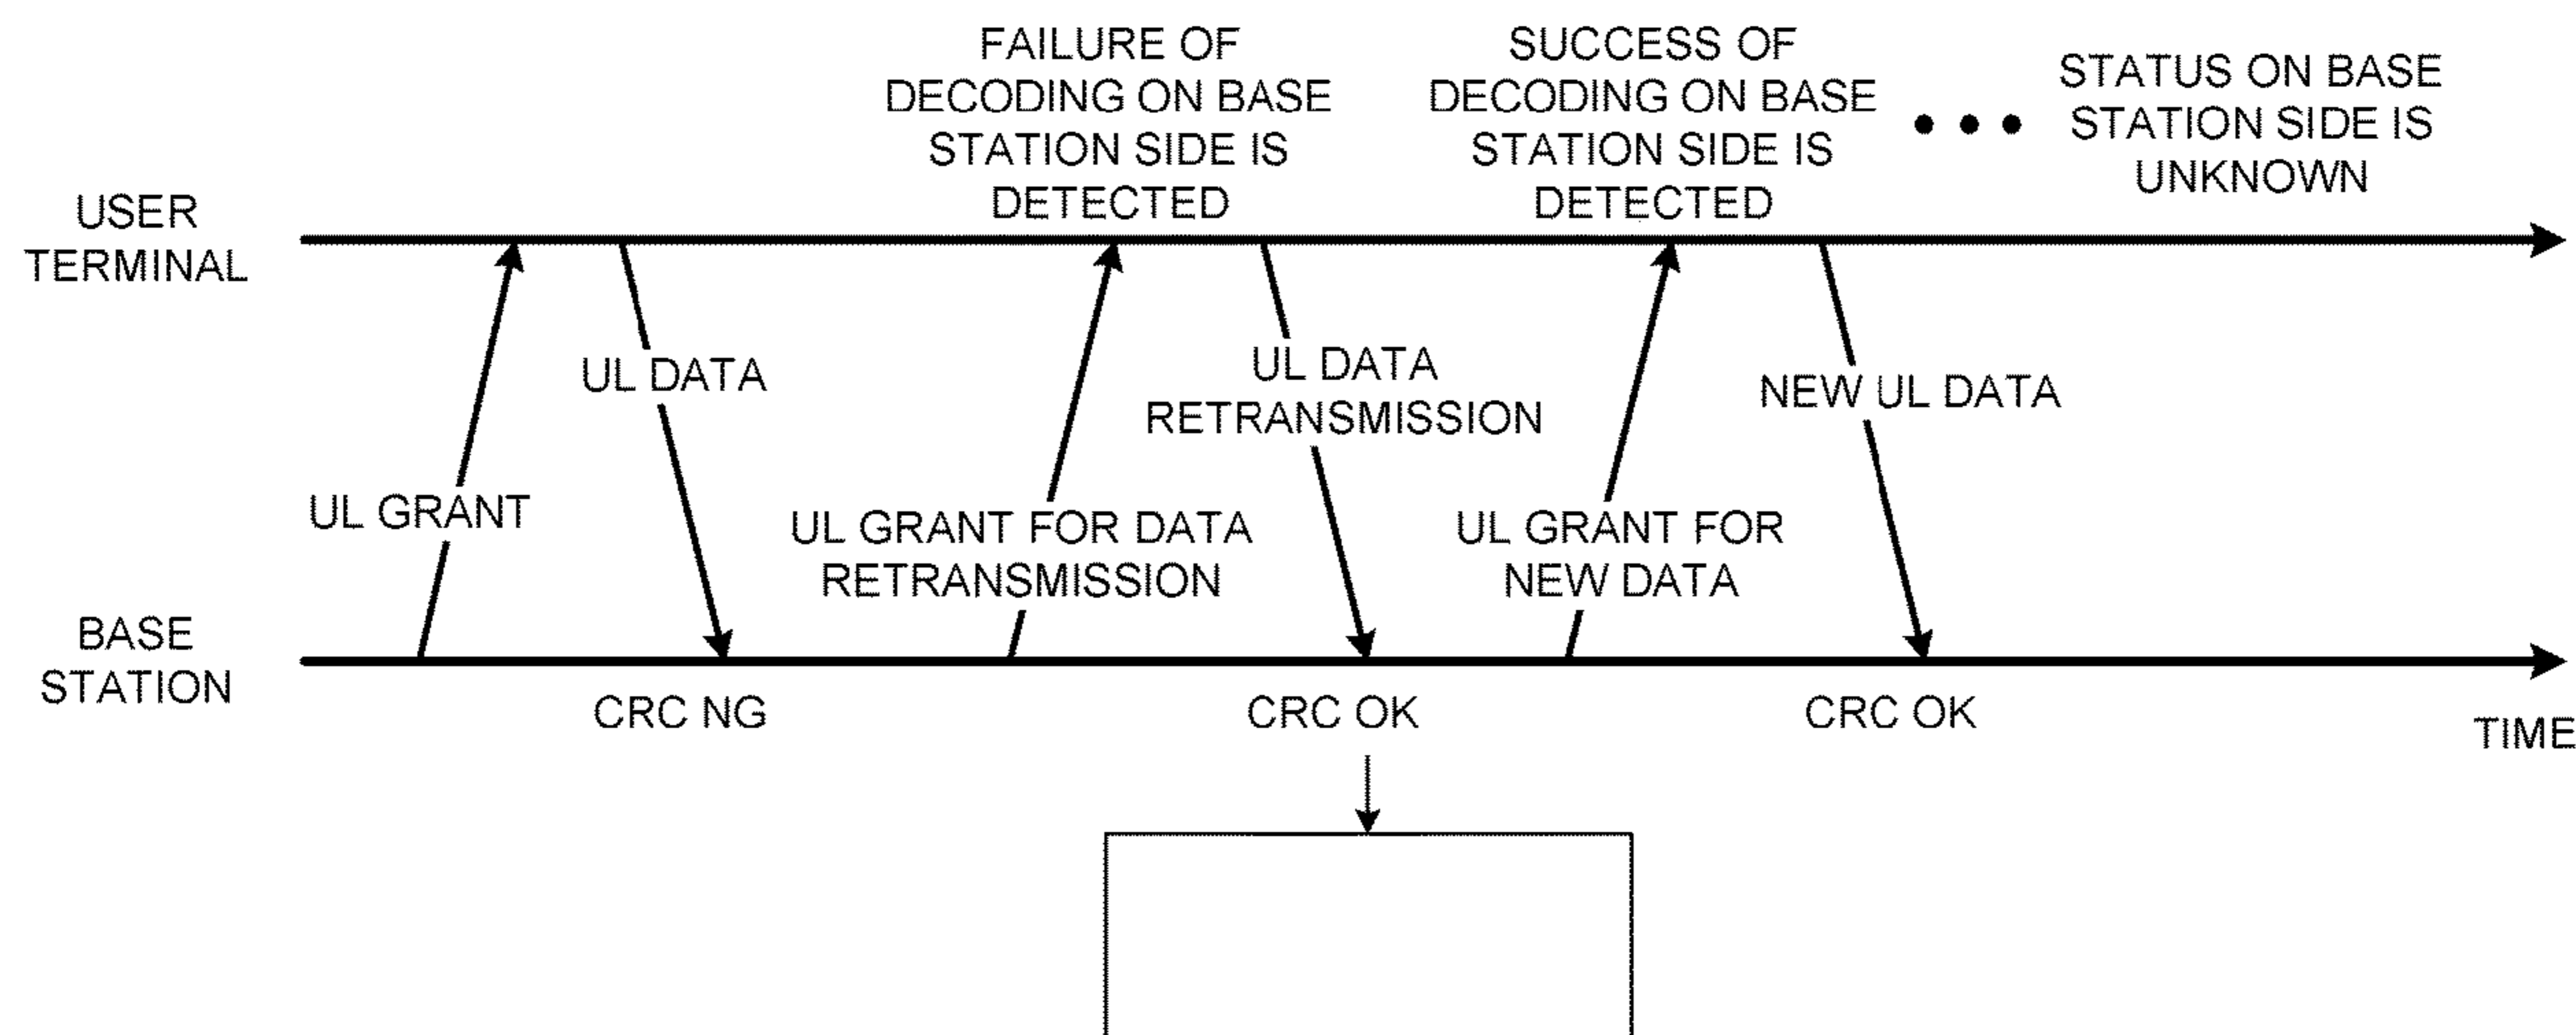 FAILURE OF
DECODING ON BASE
STATION SIDE IS
DETECTED
SUCCESS OF
DECODING ON BASE
STATION SIDE IS
DETECTED
STATUS ON BASE
STATION SIDE IS
UNKNOWN
USER
TERMINAL
UL GRANT
UL DATA
UL GRANT FOR DATA
RETRANSMISSION
UL DATA
RETRANSMISSION
UL GRANT FOR
NEW DATA
NEW UL DATA
BASE
STATION
CRC NG
CRC OK
CRC OK
TIME